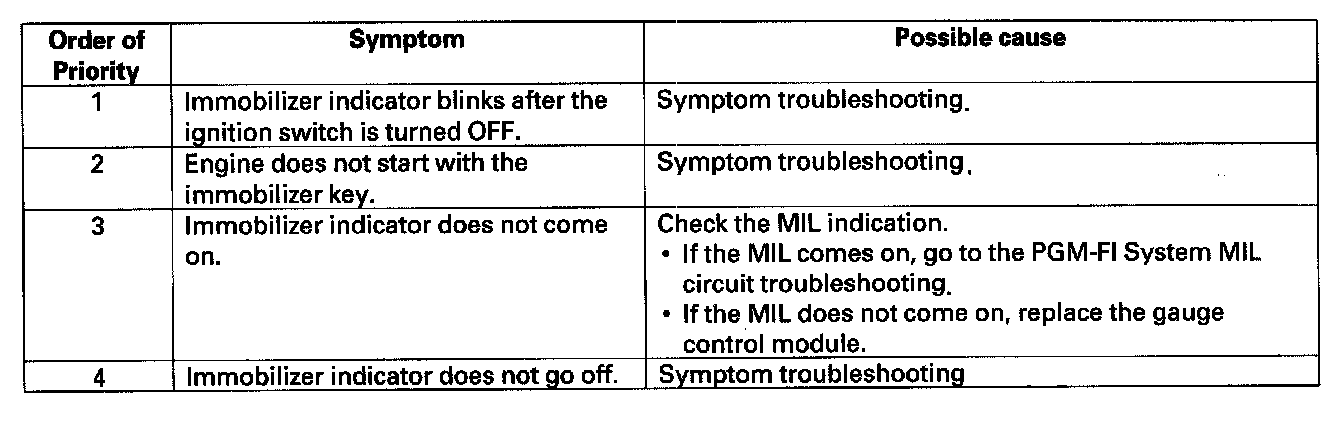 Order of Priority Symptom Possible cause
1 Immobilizer indicator blinks after the Symptom troubleshooting.
ignition switch is turned OFF.
2 Engine does not start with the Symptom troubleshooting.
immobilizer key.
3 Immobilizer indicator does not come Check the MIL indication.
on. • If the MIL comes on, go to the PGM-FI System MIL
circuit troubleshooting.
• If the MIL does not come on, replace the gauge
control module.
4 Immobilizer indicator does not go off. Symptom troubleshooting